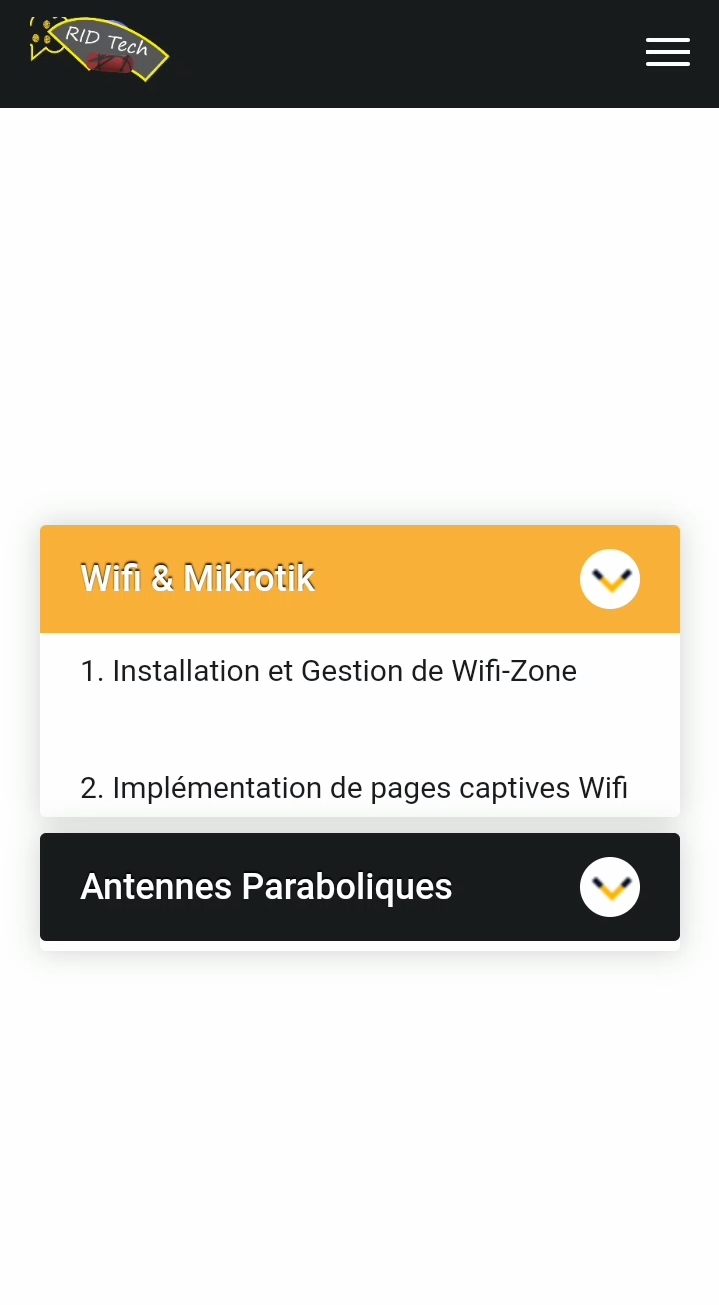 RID Tech
Wifi & Mikrotik
1. Installation et Gestion de Wifi-Zone
2. Implémentation de pages captives Wifi
Antennes Paraboliques